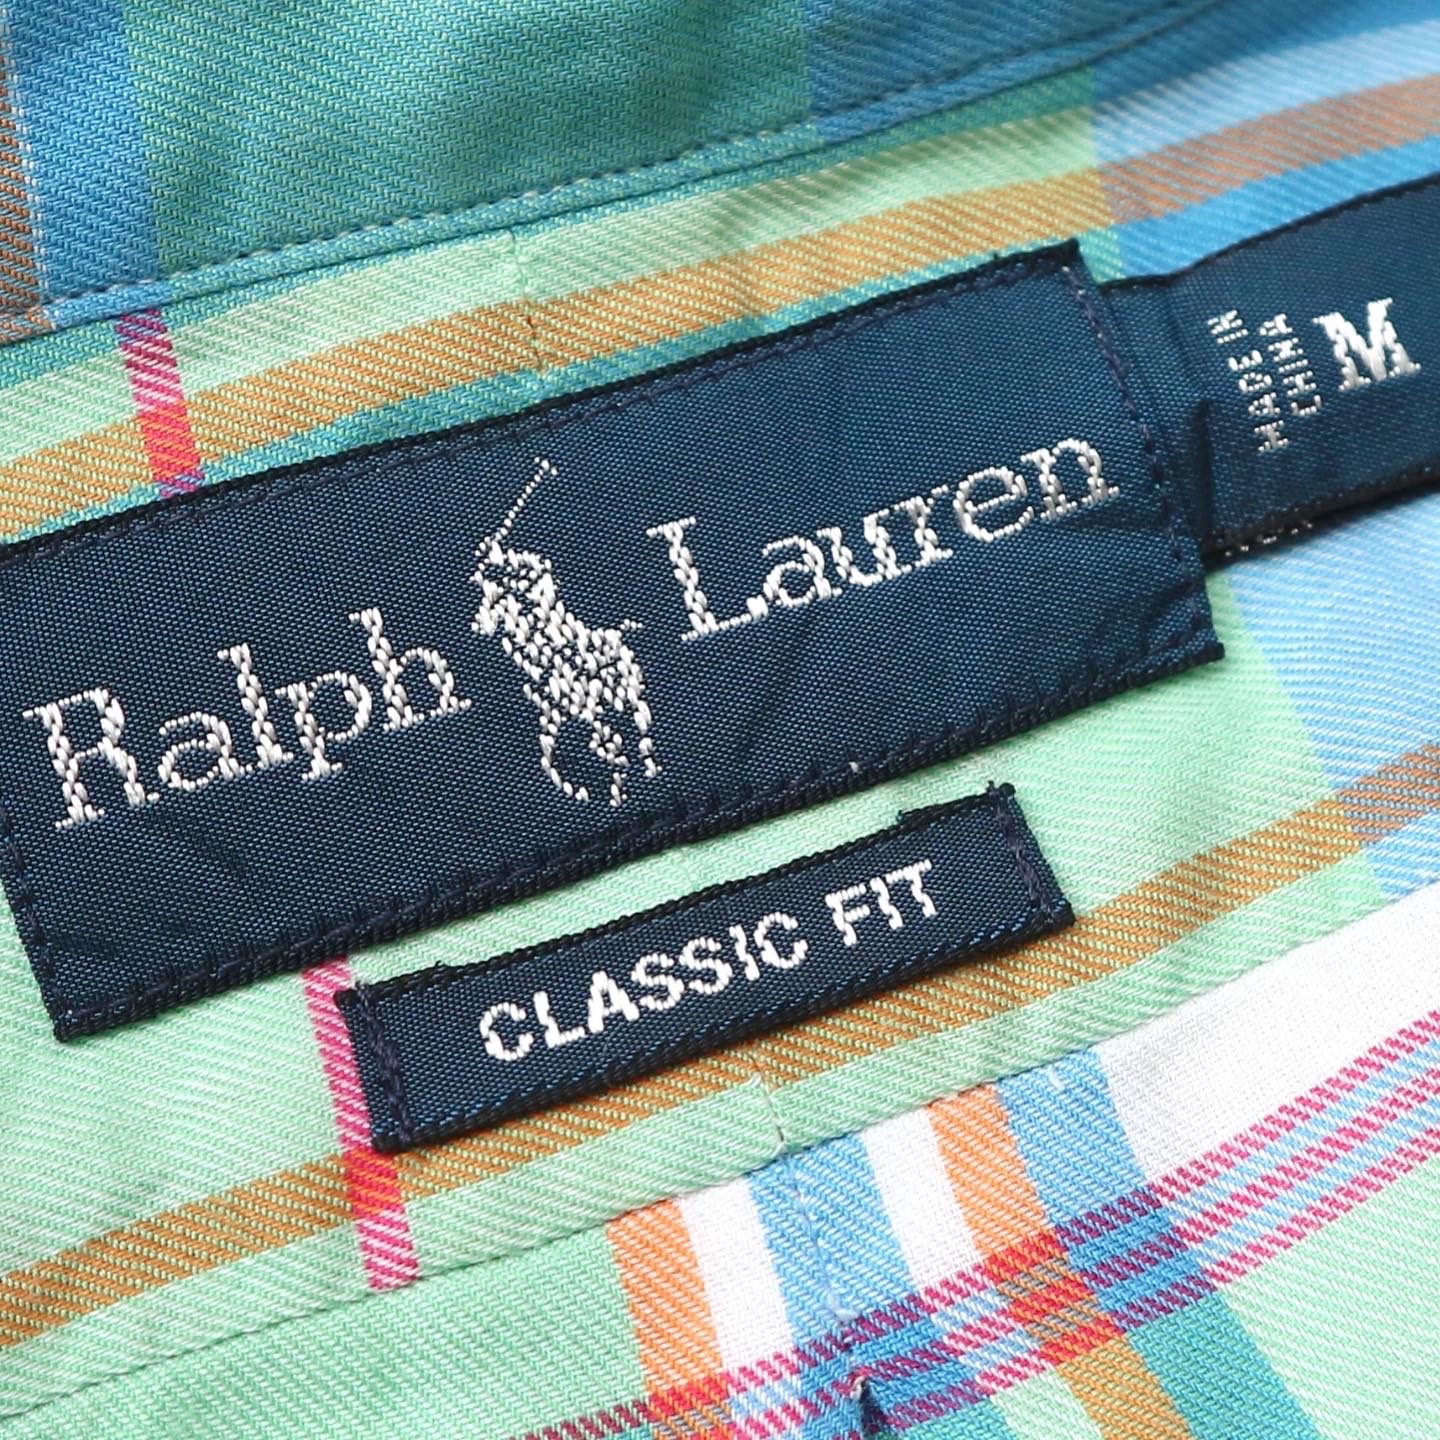 Ralph Lauren
MADE IN
CHINA
M
CLASSIC FIT